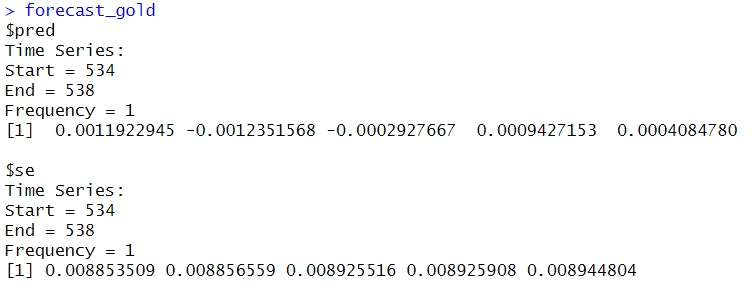 > forecast_gold
$pred
Time Series:
Start = 534
End = 538
Frequency = 1
[1]  0.0011922945 -0.0012351568 -0.0002927667  0.0009427153  0.0004084780

$se
Time Series:
Start = 534
End = 538
Frequency = 1
[1] 0.008853509 0.008856559 0.008925516 0.008925908 0.008944804